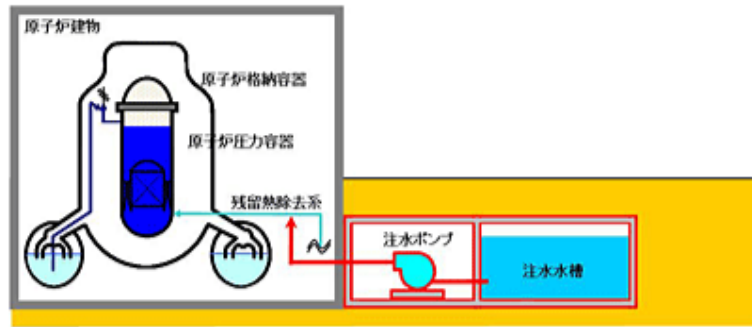 原子炉建物
原子炉格納容器
原子炉圧力容器
残留熱除去系
注水ポンプ
注水水槽